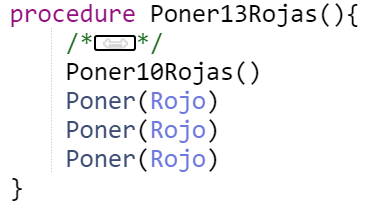 procedure Poner13Rojas(){
/**/
Poner10Rojas()
Poner(Rojo)
Poner(Rojo)
Poner(Rojo)
}